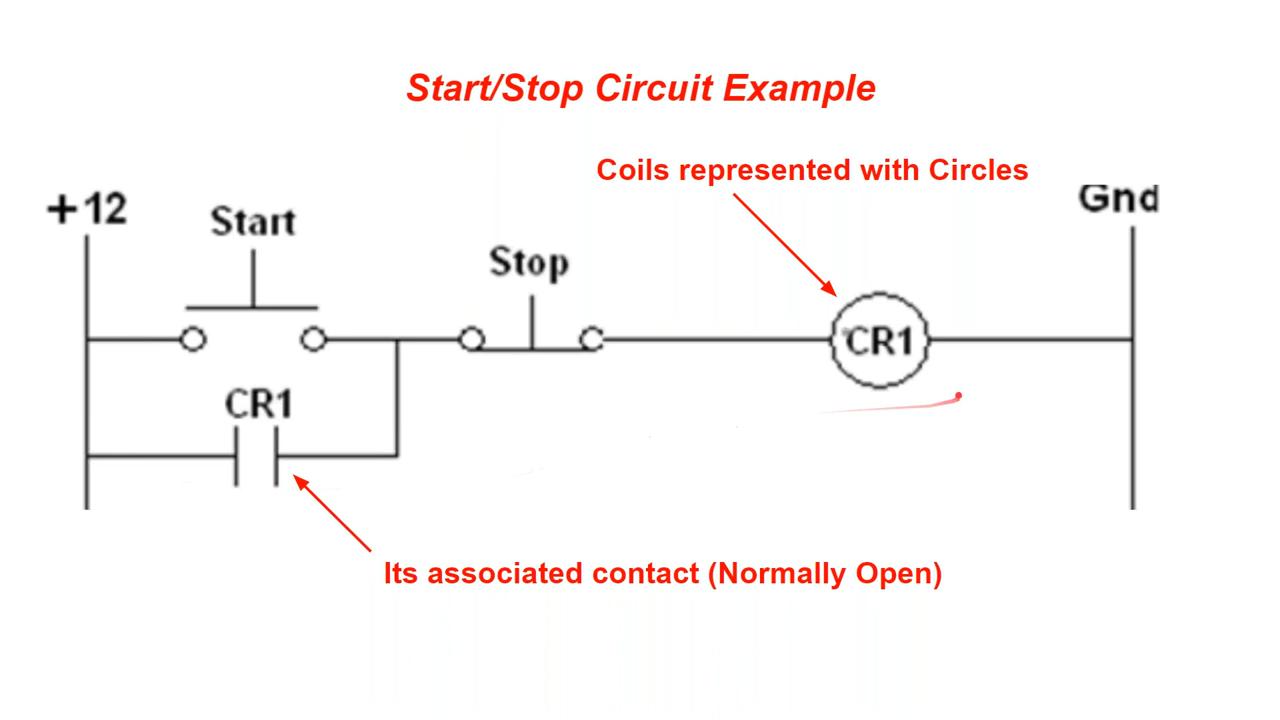 Start/Stop Circuit Example
Coils represented with Circles
+12
Start
Stop
Gnd
CR1
CR1
Its associated contact (Normally Open)